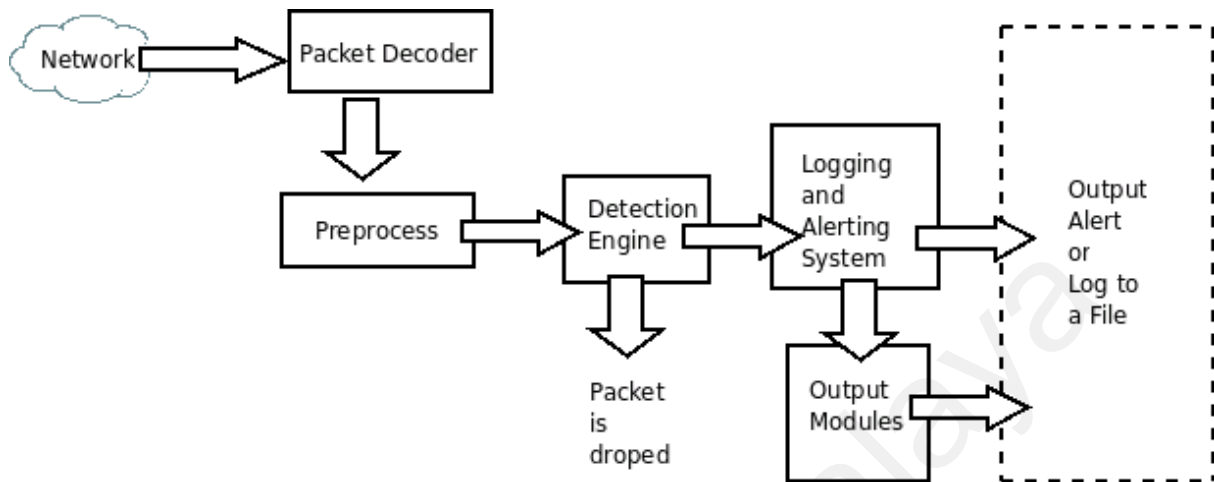 Network
Packet Decoder
Preprocess
Detection
Engine
Packet
is
droped
Logging
and
Alerting
System
Output
Modules
Output
Alert
or
Log to
a File